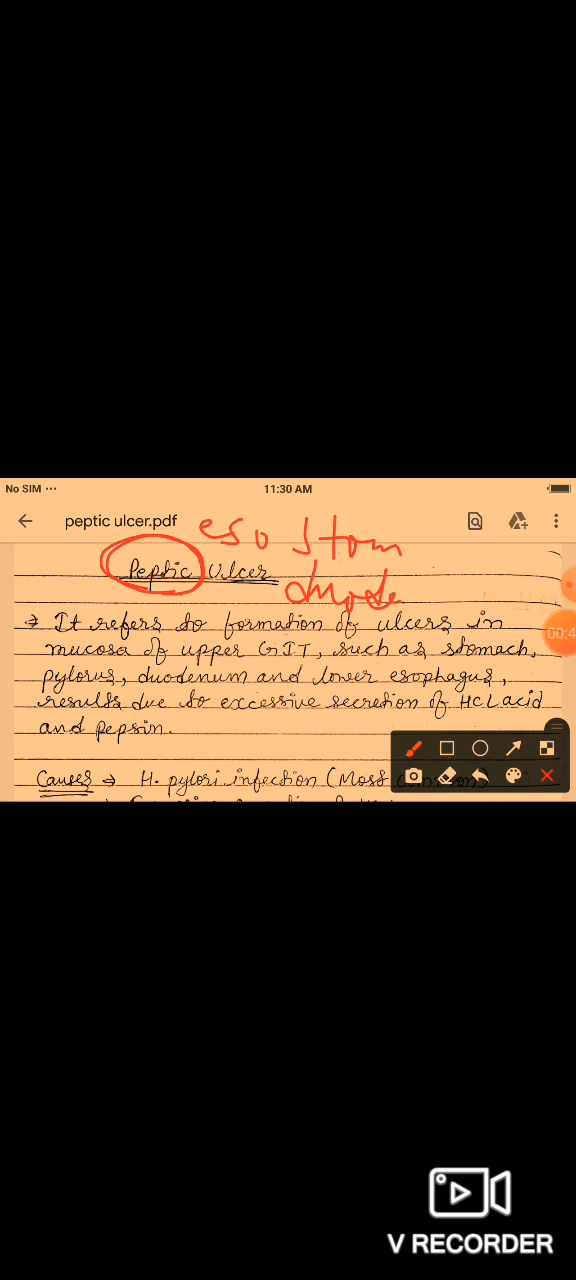 No SIM ...
11:30 AM
peptic ulcer.pdf
eso stom
duode
Peptic Ulcer
→ It refers to formation of ulcers in
mucosa of upper GIT, such as stomach,
pylorus, duodenum and lower esophagus,
results due to excessive secretion of HCL acid
and pepsin.
00:4
Causes → H. pylori infection (Most common)
V RECORDER